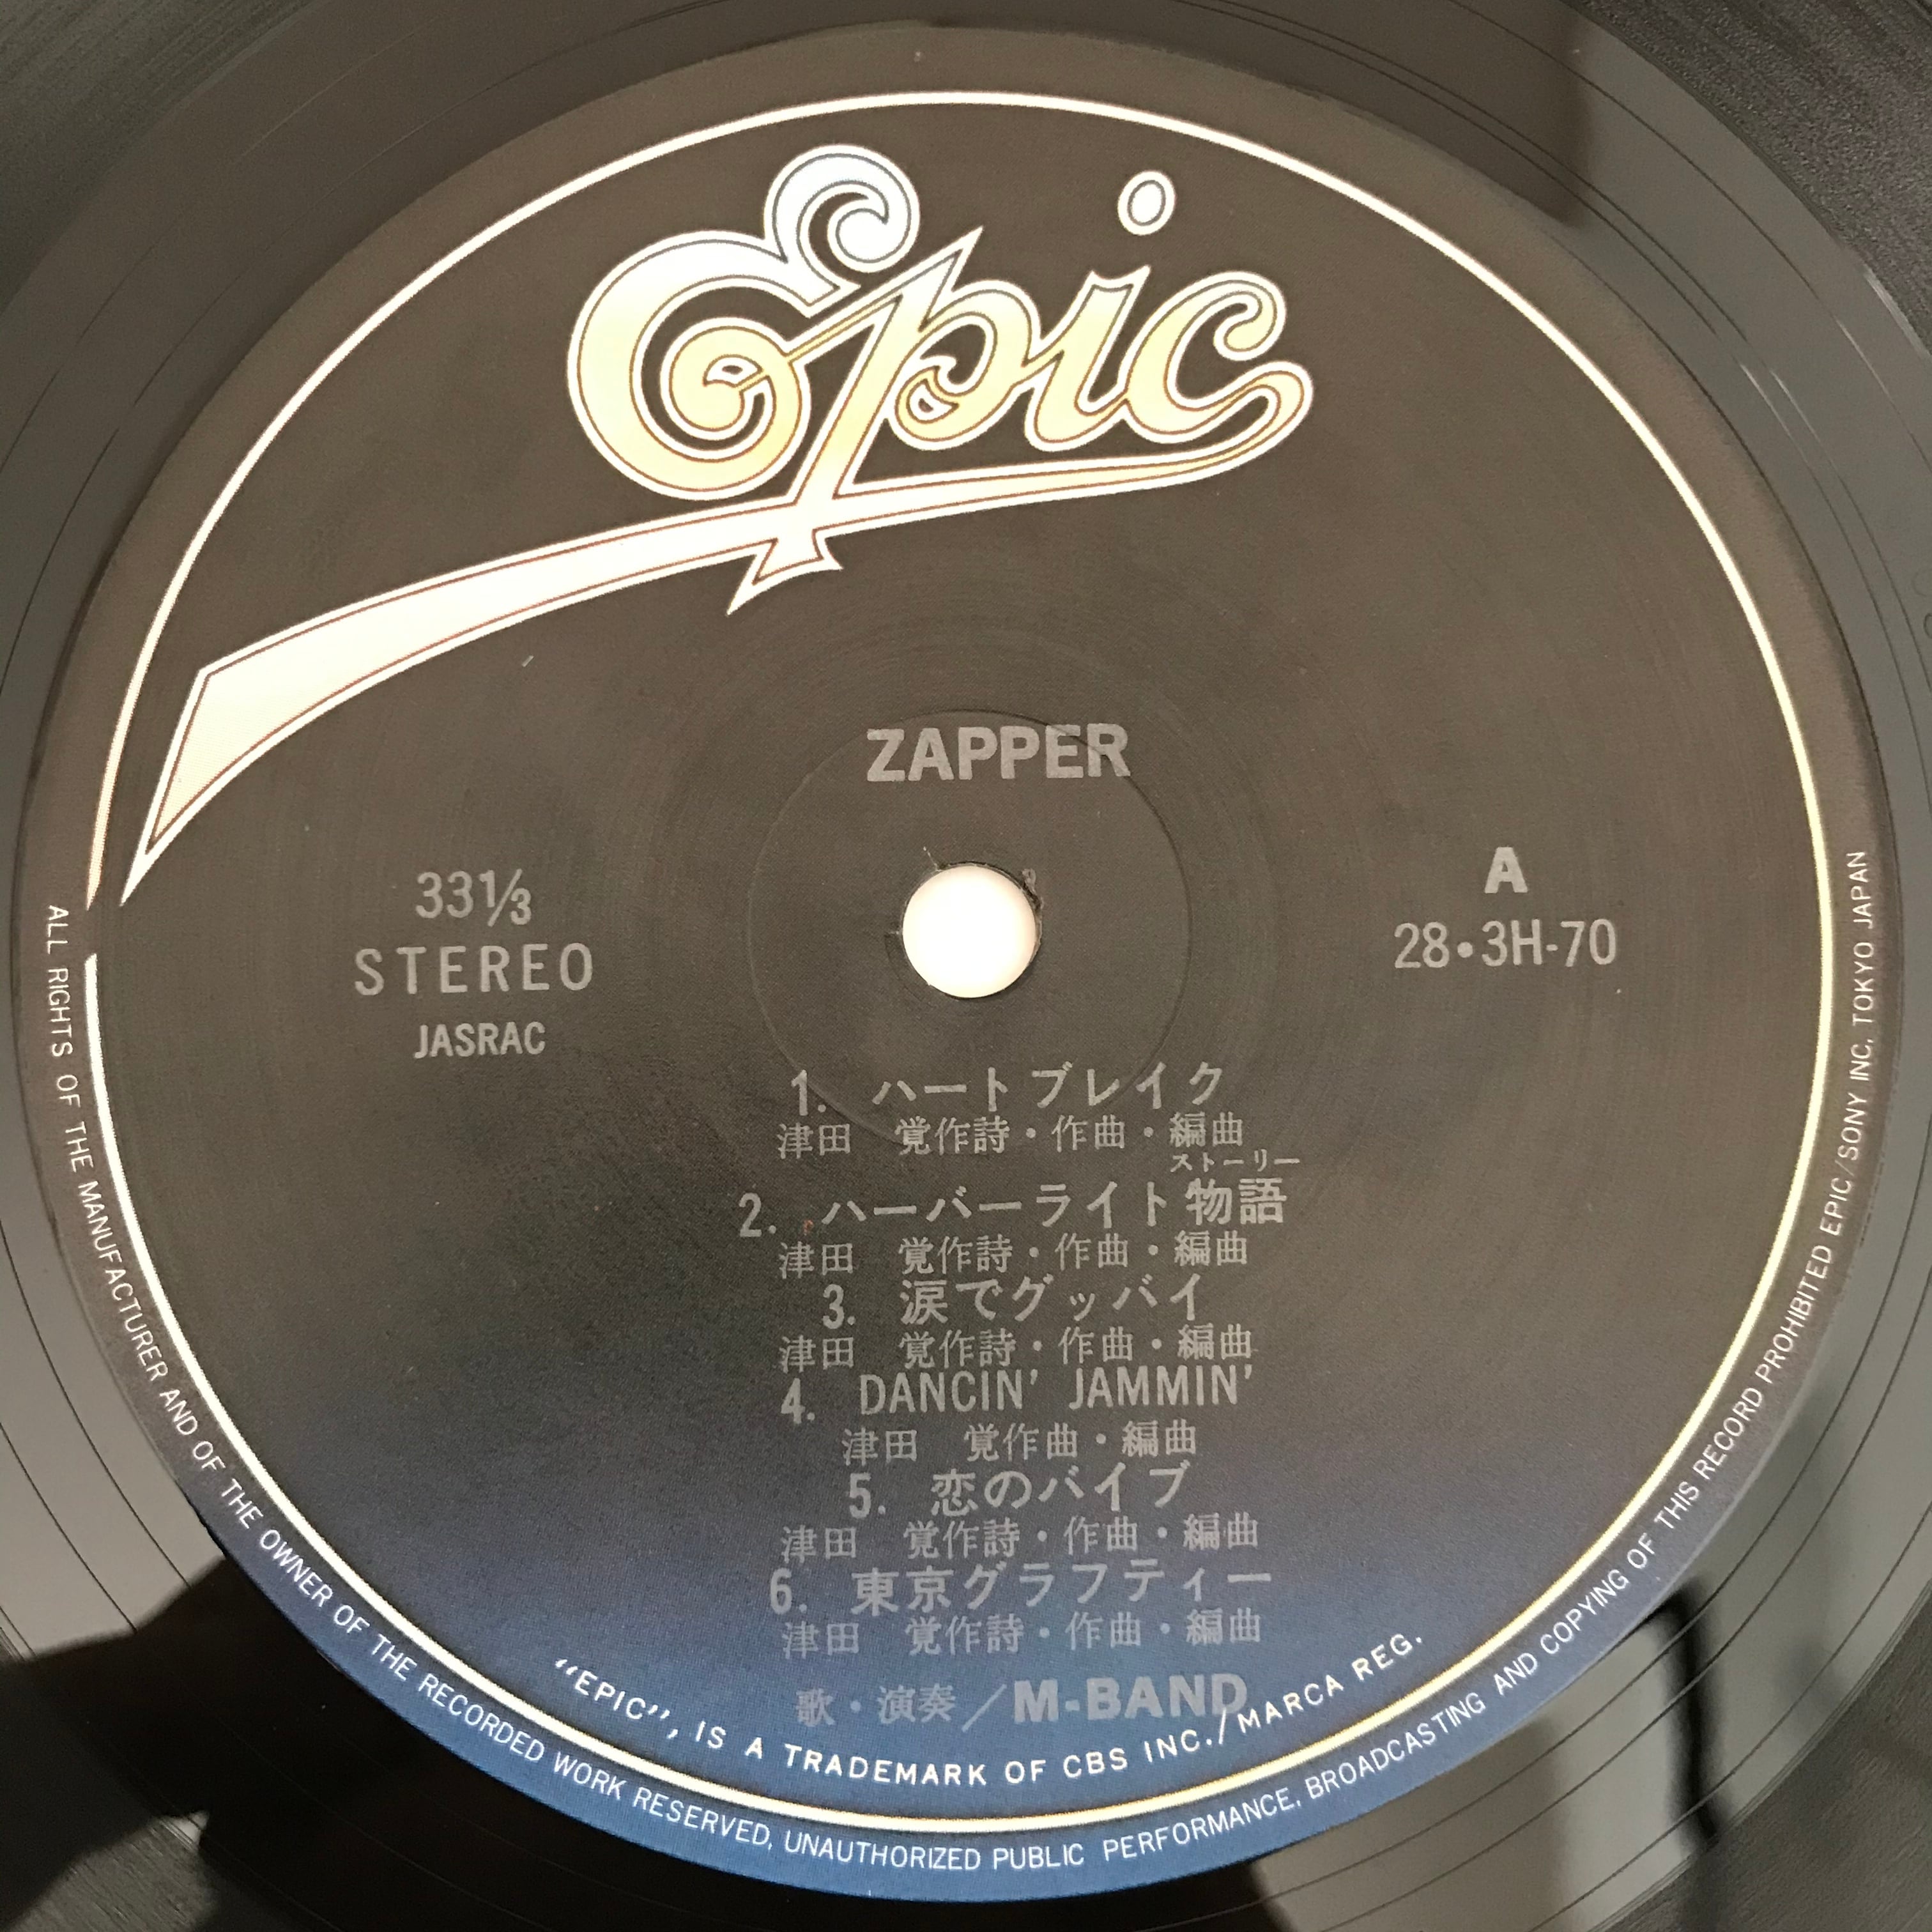 Epic
ZAPPER
33⅓
STEREO
JASRAC
A
28・3H-70
1. ハートブレイク
津田　覚作詩・作曲・編曲
ストーリー
2. ハーバーライト物語
津田　覚作詩・作曲・編曲
3. 涙でグッバイ
津田　覚作詩・作曲・編曲
4. DANCIN' JAMMIN'
津田　覚作曲・編曲
5. 恋のバイブ
津田　覚作詩・作曲・編曲
6. 東京グラフティー
津田　覚作詩・作曲・編曲
歌・演奏／M-BAND
“EPIC”, IS A TRADEMARK OF CBS INC./MARCA REG.
ALL RIGHTS OF THE MANUFACTURER AND OF THE OWNER OF THE RECORDED WORK RESERVED, UNAUTHORIZED PUBLIC PERFORMANCE, BROADCASTING AND COPYING OF THIS RECORD PROHIBITED EPIC/SONY INC, TOKYO JAPAN